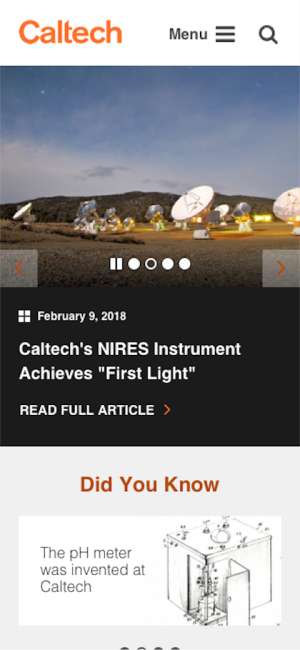 Caltech
Menu
February 9, 2018
Caltech's NIRES Instrument
Achieves "First Light"
READ FULL ARTICLE
Did You Know
The pH meter
was invented at
Caltech